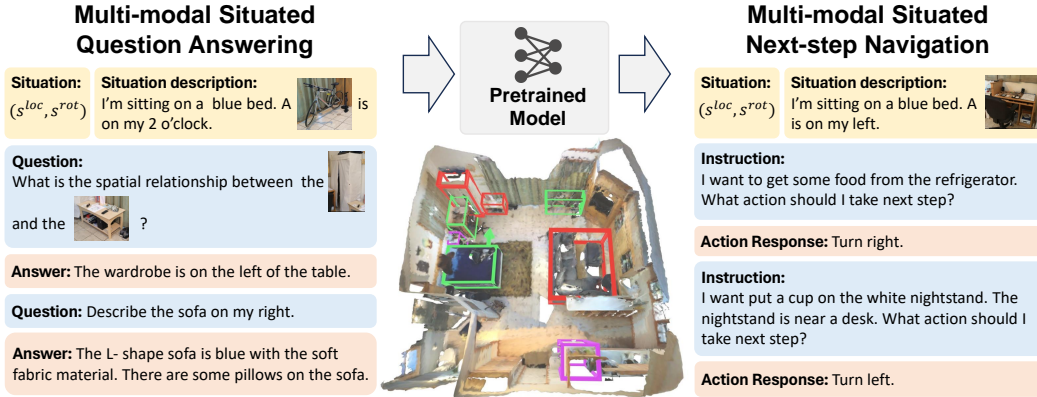 Multi-modal Situated
Question Answering
Situation:
(s^loc, s^rot)
Situation description:
I'm sitting on a blue bed. A is
on my 2 o'clock.
Question:
What is the spatial relationship between the
and the ?
Answer: The wardrobe is on the left of the table.
Question: Describe the sofa on my right.
Answer: The L- shape sofa is blue with the soft
fabric material. There are some pillows on the sofa.
Pretrained
Model
Multi-modal Situated
Next-step Navigation
Situation:
(s^loc, s^rot)
Situation description:
I'm sitting on a blue bed. A
is on my left.
Instruction:
I want to get some food from the refrigerator.
What action should I take next step?
Action Response: Turn right.
Instruction:
I want put a cup on the white nightstand. The
nightstand is near a desk. What action should I
take next step?
Action Response: Turn left.